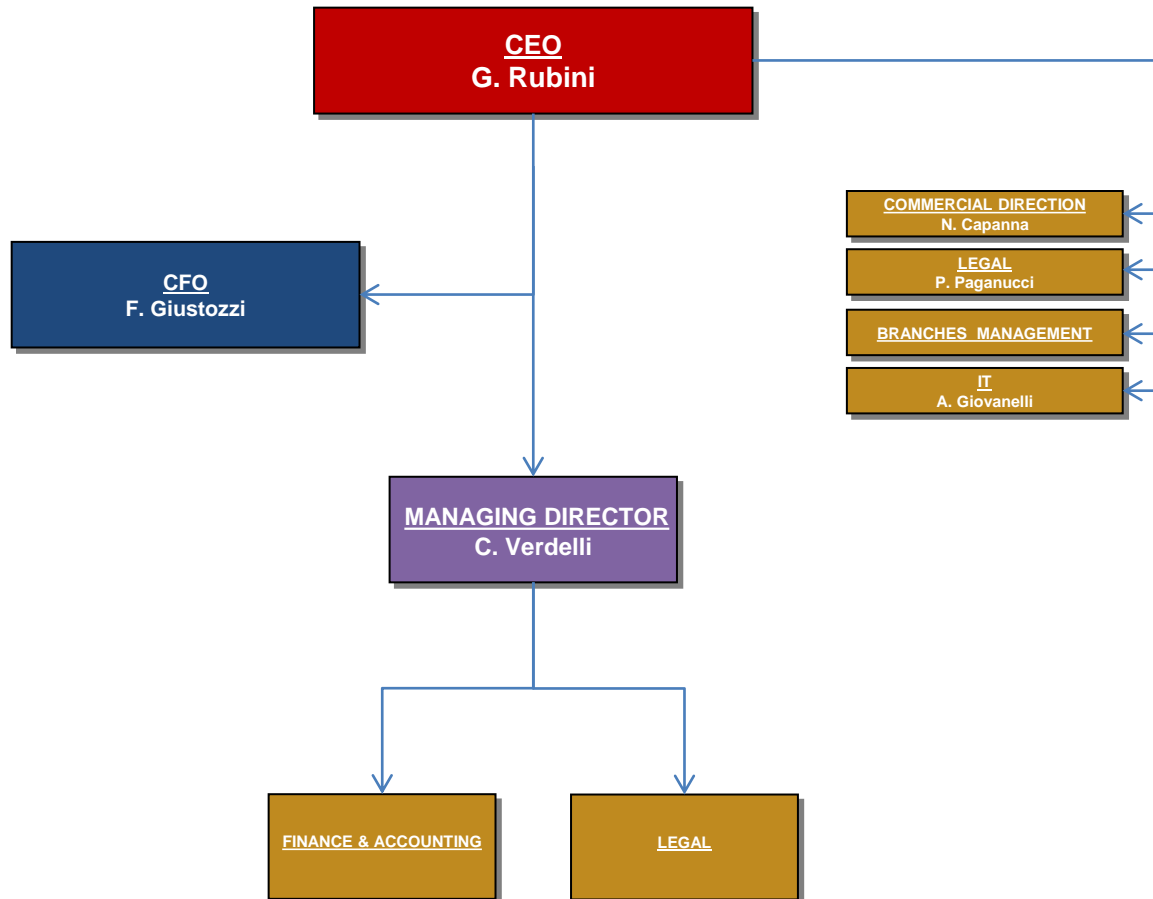 CEO
G. Rubini
COMMERCIAL DIRECTION
N. Capanna
LEGAL
P. Paganucci
BRANCHES  MANAGEMENT
IT
A. Giovanelli
CFO
F. Giustozzi
MANAGING DIRECTOR
C. Verdelli
FINANCE & ACCOUNTING
LEGAL